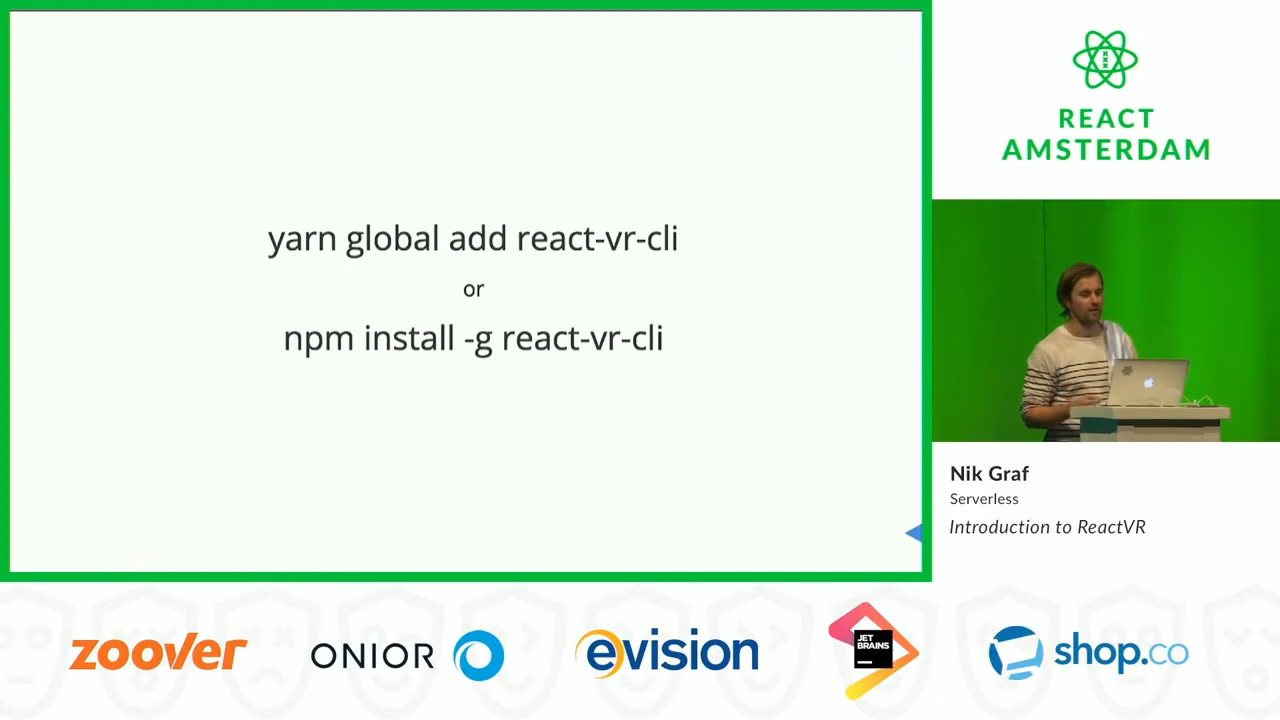 yarn global add react-vr-cli
or
npm install -g react-vr-cli
REACT
AMSTERDAM
Nik Graf
Serverless
Introduction to ReactVR
zoover
ONIOR
evision
JET
BRAINS
shop.co